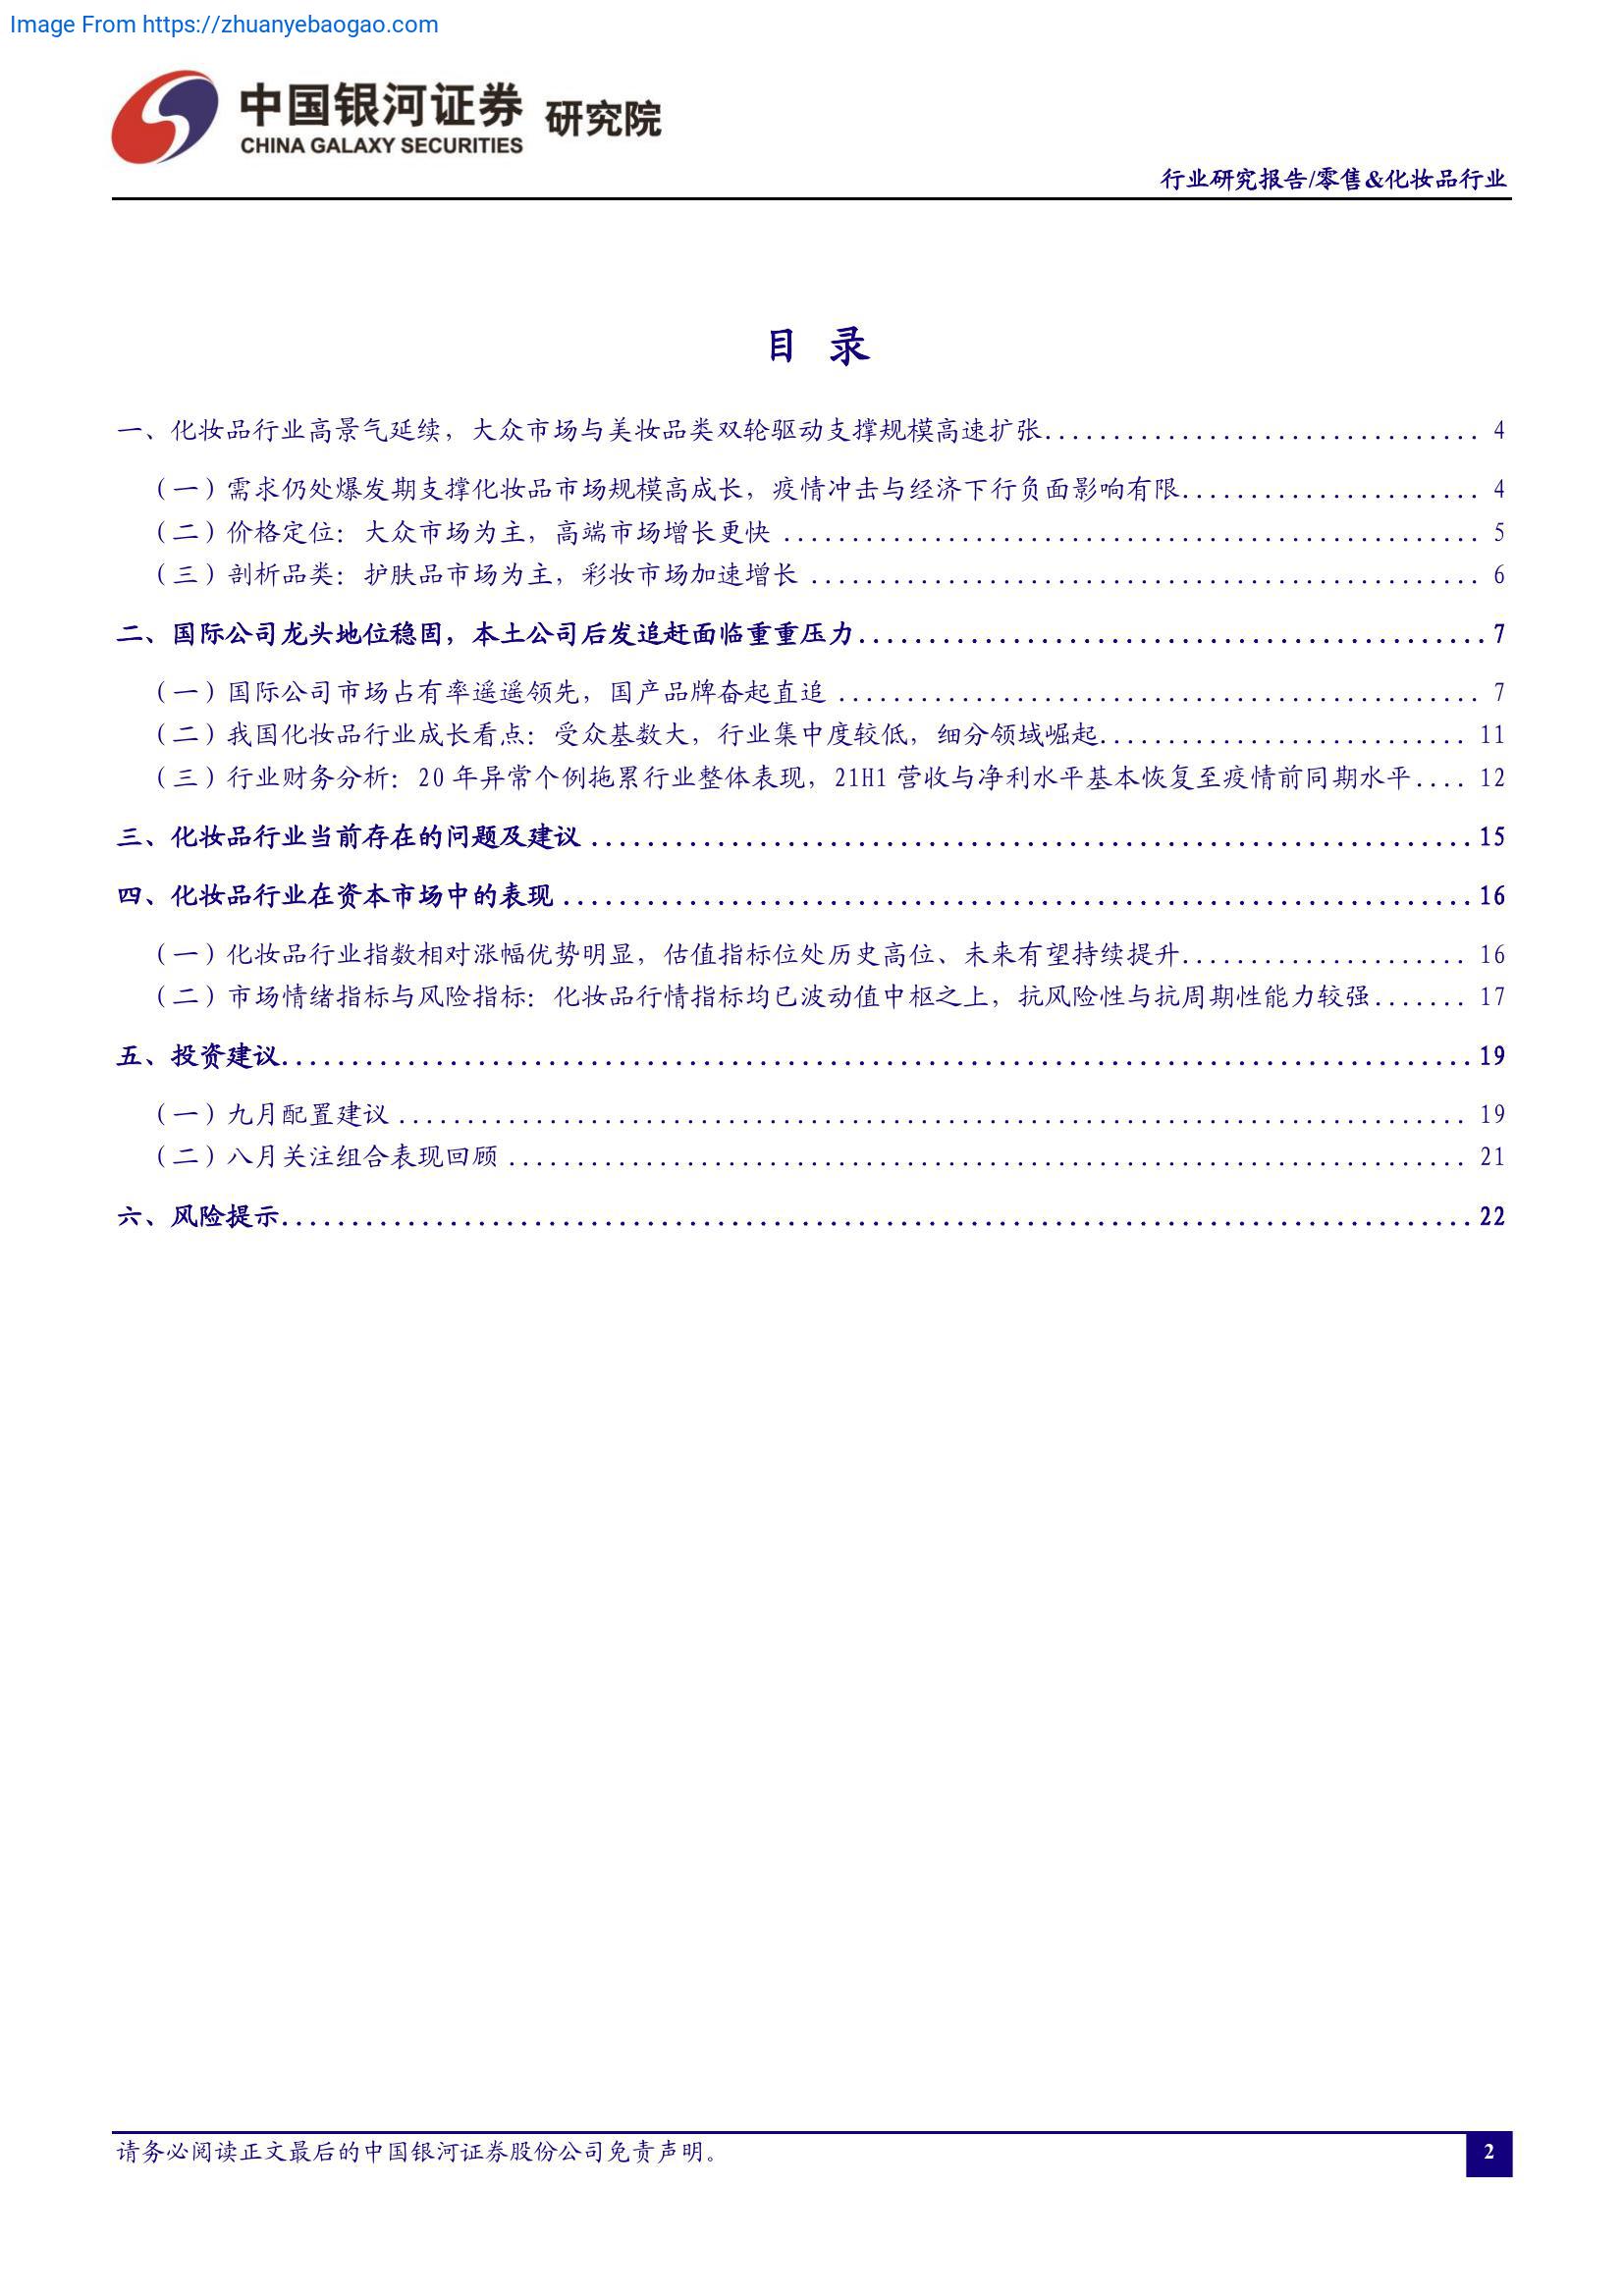 Image From https://zhuanyebaogao.com
中国银河证券 研究院
CHINA GALAXY SECURITIES
行业研究报告/零售&化妆品行业
目 录
一、化妆品行业高景气延续，大众市场与美妆品类双轮驱动支撑规模高速扩张................................ 4
（一）需求仍处爆发期支撑化妆品市场规模高成长，疫情冲击与经济下行负面影响有限...................... 4
（二）价格定位：大众市场为主，高端市场增长更快 ................................................... 5
（三）剖析品类：护肤品市场为主，彩妆市场加速增长 ................................................. 6
二、国际公司龙头地位稳固，本土公司后发追赶面临重重压力............................................. 7
（一）国际公司市场占有率遥遥领先，国产品牌奋起直追 ............................................... 7
（二）我国化妆品行业成长看点：受众基数大，行业集中度较低，细分领域崛起........................... 11
（三）行业财务分析：20 年异常个例拖累行业整体表现，21H1 营收与净利水平基本恢复至疫情前同期水平.... 12
三、化妆品行业当前存在的问题及建议 ............................................................... 15
四、化妆品行业在资本市场中的表现 ................................................................. 16
（一）化妆品行业指数相对涨幅优势明显，估值指标位处历史高位、未来有望持续提升..................... 16
（二）市场情绪指标与风险指标：化妆品行情指标均已波动值中枢之上，抗风险性与抗周期性能力较强....... 17
五、投资建议..................................................................................... 19
（一）九月配置建议 .............................................................................. 19
（二）八月关注组合表现回顾 ...................................................................... 21
六、风险提示..................................................................................... 22
请务必阅读正文最后的中国银河证券股份公司免责声明。
2